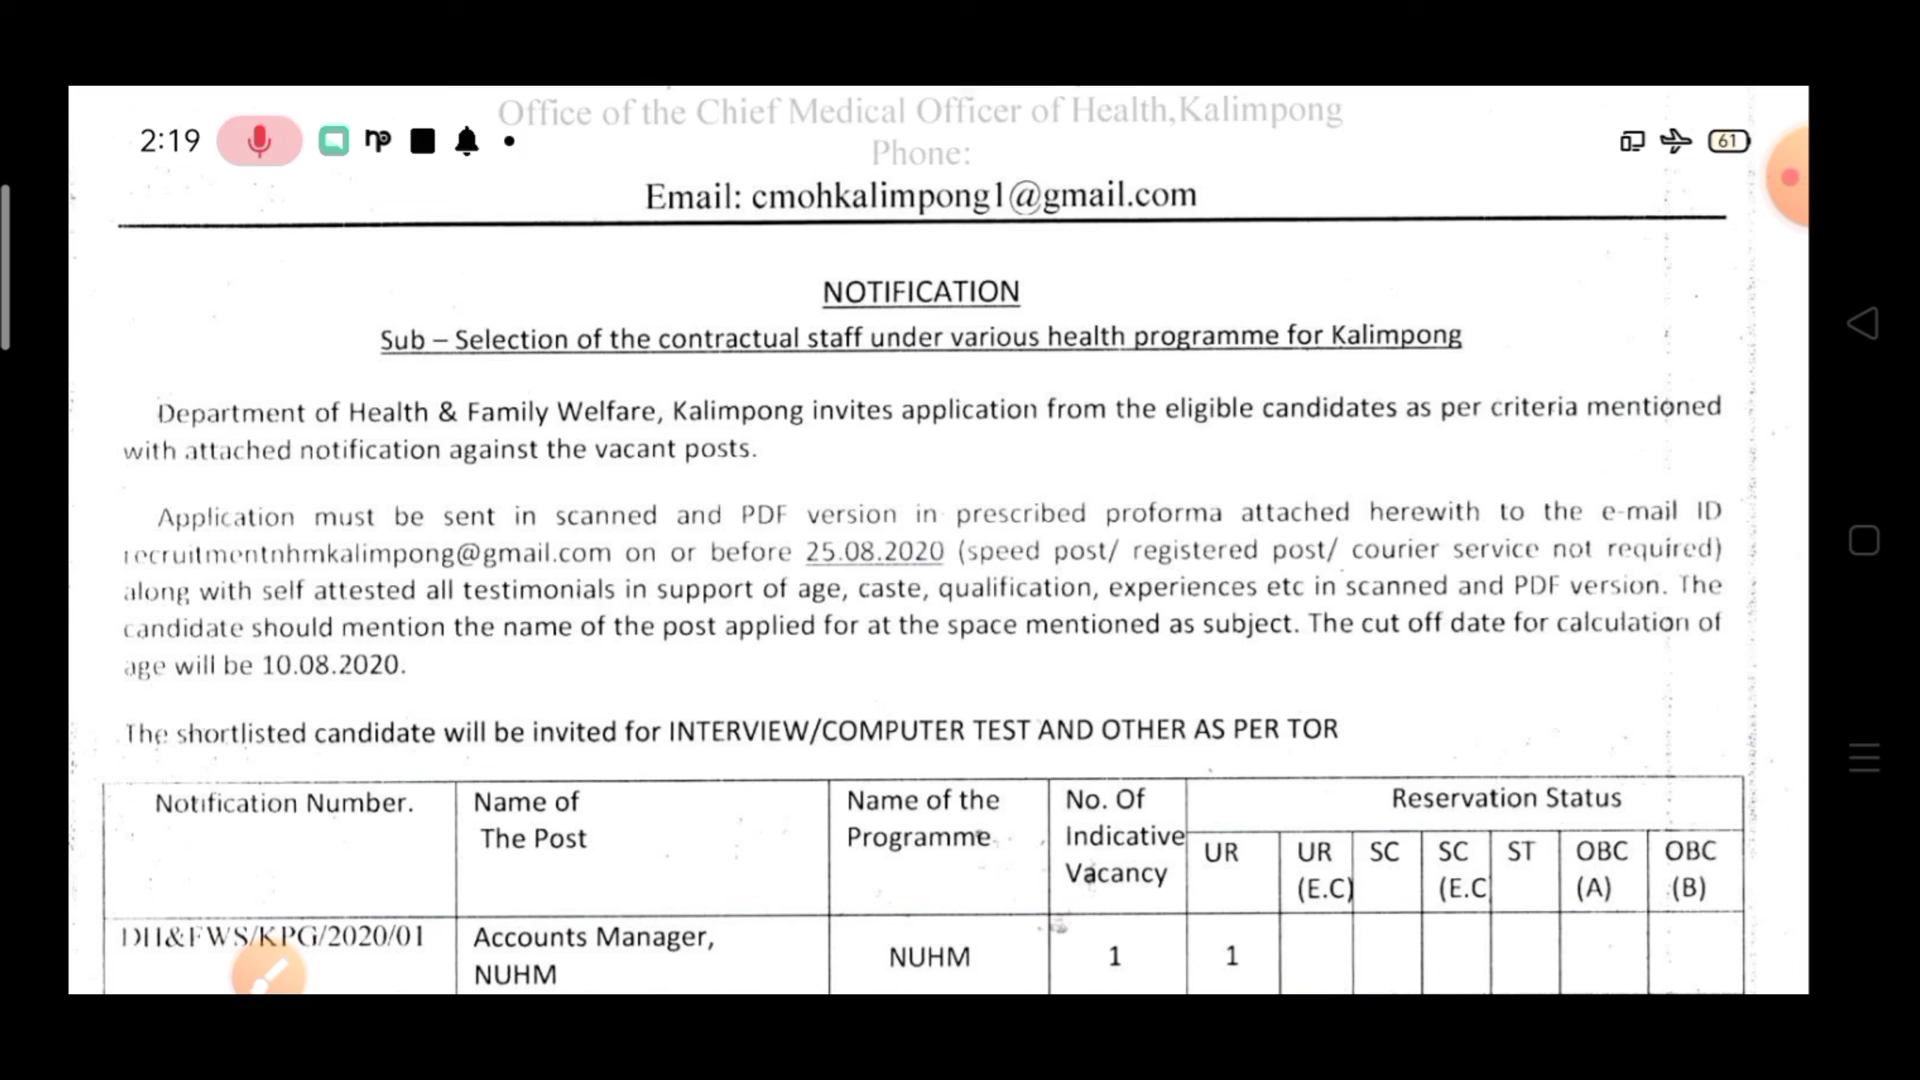 Office of the Chief Medical Officer of Health,Kalimpong
2:19
61
Phone:
Email: cmohkalimpong1@gmail.com
NOTIFICATION
Sub – Selection of the contractual staff under various health programme for Kalimpong
Department of Health & Family Welfare, Kalimpong invites application from the eligible candidates as per criteria mentioned
with attached notification against the vacant posts.
Application must be sent in scanned and PDF version in prescribed proforma attached herewith to the e-mail ID
recruitmentnhmkalimpong@gmail.com on or before 25.08.2020 (speed post/ registered post/ courier service not required)
along with self attested all testimonials in support of age, caste, qualification, experiences etc in scanned and PDF version. The
candidate should mention the name of the post applied for at the space mentioned as subject. The cut off date for calculation of
age will be 10.08.2020.
The shortlisted candidate will be invited for INTERVIEW/COMPUTER TEST AND OTHER AS PER TOR
Notification Number. Name of Name of the No. Of Reservation Status
The Post Programme Indicative
Vacancy UR UR SC SC ST OBC OBC
(E.C) (E.C (A) (B)
DH&FWS/KPG/2020/01 Accounts Manager, NUHM 1 1
NUHM